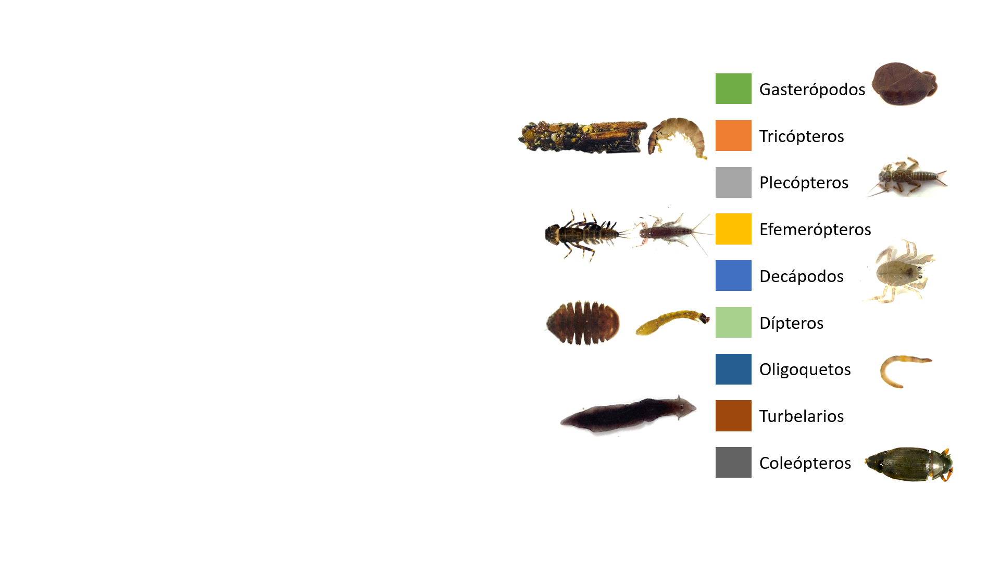 Gasterópodos
Tricópteros
Plecópteros
Efemerópteros
Decápodos
Dípteros
Oligoquetos
Turbelarios
Coleópteros